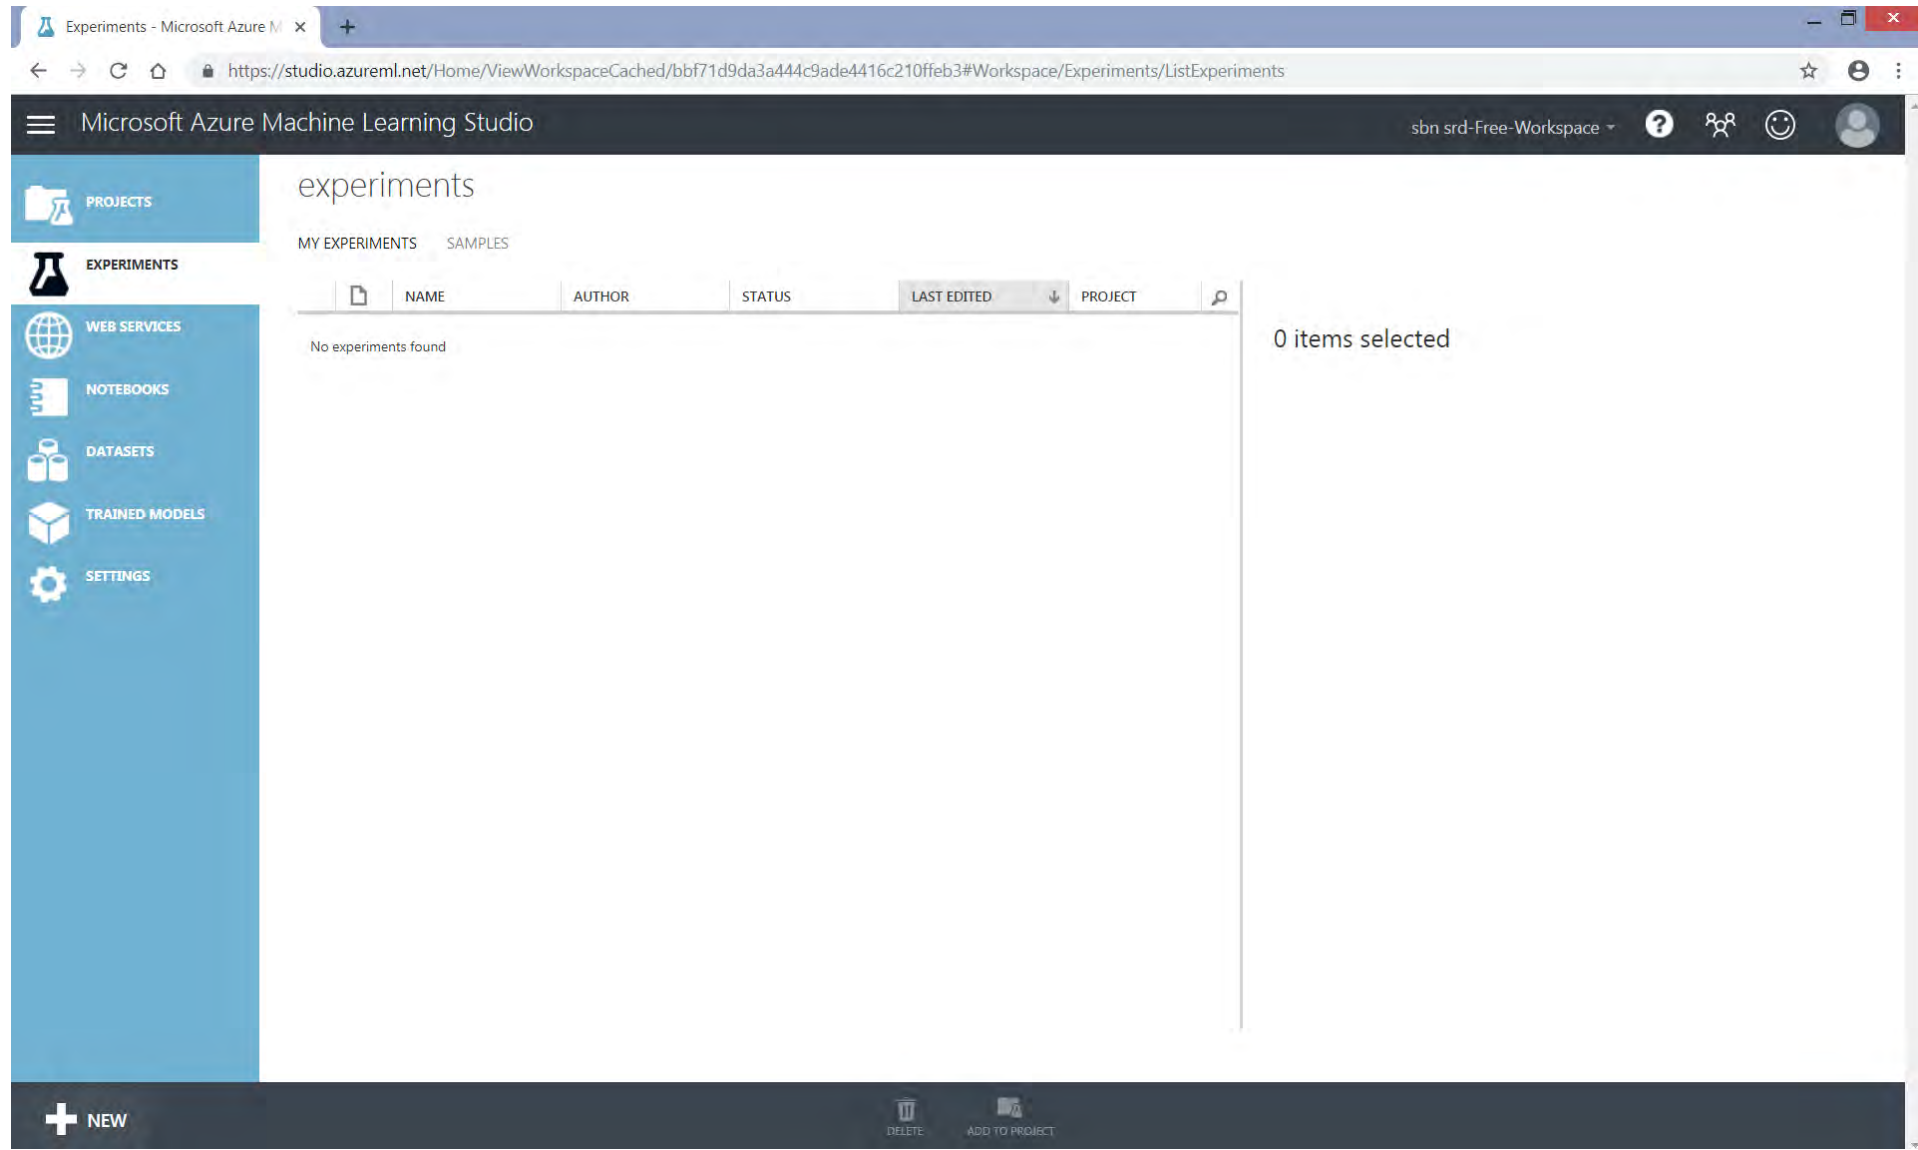 Experiments - Microsoft Azure M
https://studio.azureml.net/Home/ViewWorkspaceCached/bbf71d9da3a444c9ade4416c210ffeb3#Workspace/Experiments/ListExperiments
Microsoft Azure Machine Learning Studio
sbn srd-Free-Workspace
?
PROJECTS
EXPERIMENTS
WEB SERVICES
NOTEBOOKS
DATASETS
TRAINED MODELS
SETTINGS
experiments
MY EXPERIMENTS SAMPLES
NAME AUTHOR STATUS LAST EDITED PROJECT
No experiments found
0 items selected
NEW
DELETE
ADD TO PROJECT